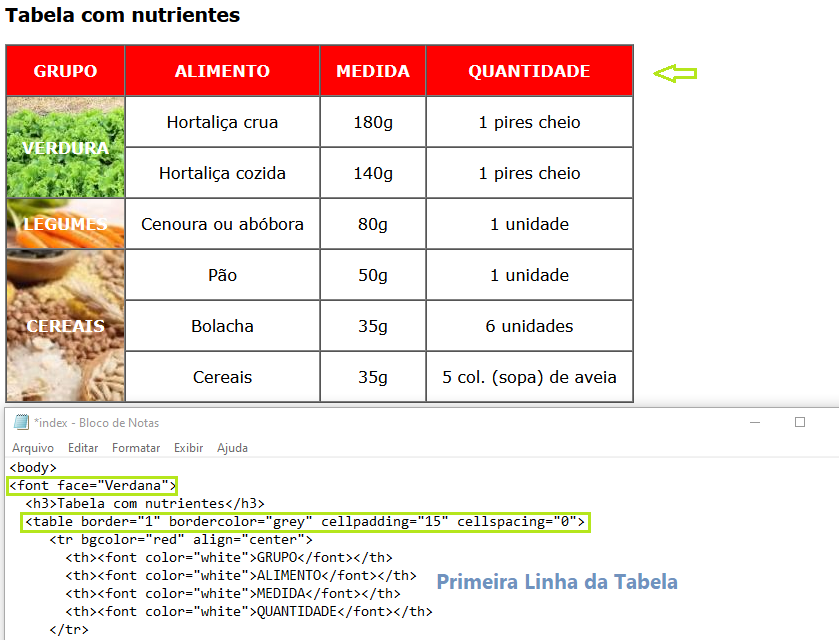 Tabela com nutrientes
GRUPO ALIMENTO MEDIDA QUANTIDADE
VERDURA
Hortaliça crua 180g 1 pires cheio
Hortaliça cozida 140g 1 pires cheio
LEGUMES Cenoura ou abóbora 80g 1 unidade
CEREAIS
Pão 50g 1 unidade
Bolacha 35g 6 unidades
Cereais 35g 5 col. (sopa) de aveia
*index - Bloco de Notas
Arquivo Editar Formatar Exibir Ajuda
<body>
<font face="Verdana">
<h3>Tabela com nutrientes</h3>
<table border="1" bordercolor="grey" cellpadding="15" cellspacing="0">
<tr bgcolor="red" align="center">
<th><font color="white">GRUPO</font></th>
<th><font color="white">ALIMENTO</font></th>
<th><font color="white">MEDIDA</font></th>
<th><font color="white">QUANTIDADE</font></th>
</tr>
Primeira Linha da Tabela